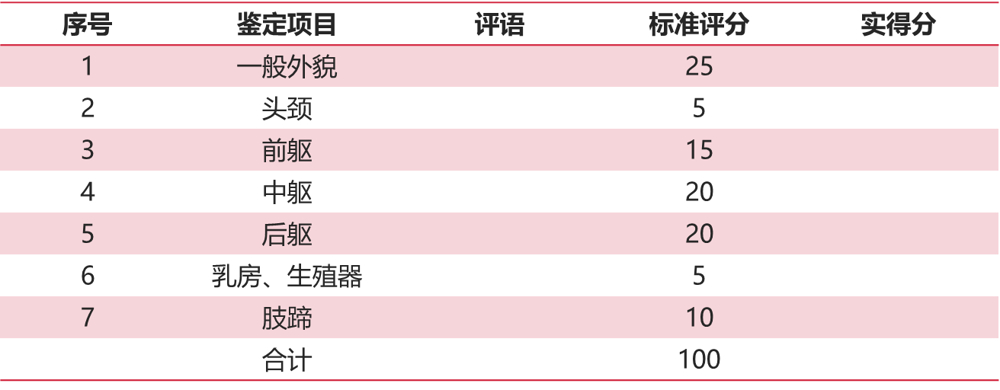 序号 鉴定项目 评语 标准评分 实得分
1 一般外貌 25
2 头颈 5
3 前躯 15
4 中躯 20
5 后躯 20
6 乳房、生殖器 5
7 肢蹄 10
合计 100